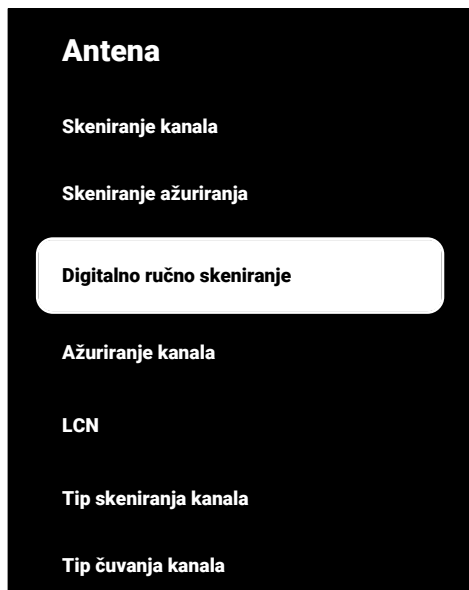 Antena
Skeniranje kanala
Skeniranje ažuriranja
Digitalno ručno skeniranje
Ažuriranje kanala
LCN
Tip skeniranja kanala
Tip čuvanja kanala